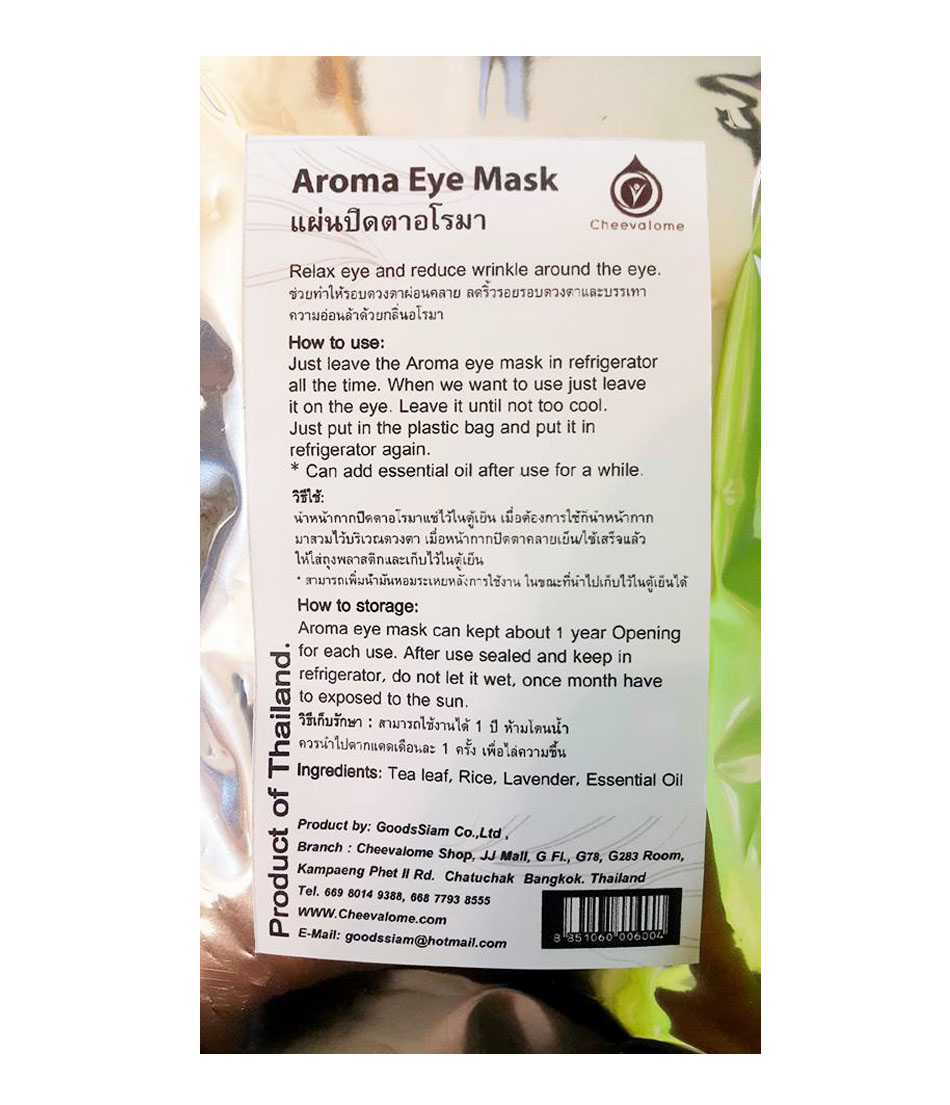 Aroma Eye Mask
แผ่นปิดตาอโรมา
Cheevalome
Relax eye and reduce wrinkle around the eye.
ช่วยทำให้รอบดวงตาผ่อนคลาย ลดริ้วรอยรอบดวงตาและบรรเทา
ความอ่อนล้าด้วยกลิ่นอโรมา
How to use:
Just leave the Aroma eye mask in refrigerator
all the time. When we want to use just leave
it on the eye. Leave it until not too cool.
Just put in the plastic bag and put it in
refrigerator again.
* Can add essential oil after use for a while.
วิธีใช้:
นำหน้ากากปิดตาอโรมาแช่ไว้ในตู้เย็น เมื่อต้องการใช้ก็นำหน้ากาก
มาสวมไว้บริเวณดวงตา เมื่อหน้ากากปิดตาคลายเย็น/ใช้เสร็จแล้ว
ให้ใส่ถุงพลาสติกและเก็บไว้ในตู้เย็น
* สามารถเพิ่มน้ำมันหอมระเหยหลังการใช้งาน ในขณะที่นำไปเก็บไว้ในตู้เย็นได้
How to storage:
Aroma eye mask can kept about 1 year Opening
for each use. After use sealed and keep in
refrigerator, do not let it wet, once month have
to exposed to the sun.
วิธีเก็บรักษา : สามารถใช้งานได้ 1 ปี ห้ามโดนน้ำ
ควรนำไปตากแดดเดือนละ 1 ครั้ง เพื่อไล่ความชื้น
Ingredients: Tea leaf, Rice, Lavender, Essential Oil
Product of Thailand.
Product by: GoodsSiam Co.,Ltd ,
Branch : Cheevalome Shop, JJ Mall, G Fl., G78, G283 Room,
Kampaeng Phet II Rd. Chatuchak Bangkok. Thailand
Tel. 669 8014 9388, 668 7793 8555
WWW.Cheevalome.com
E-Mail: goodssiam@hotmail.com
8 851060 006004